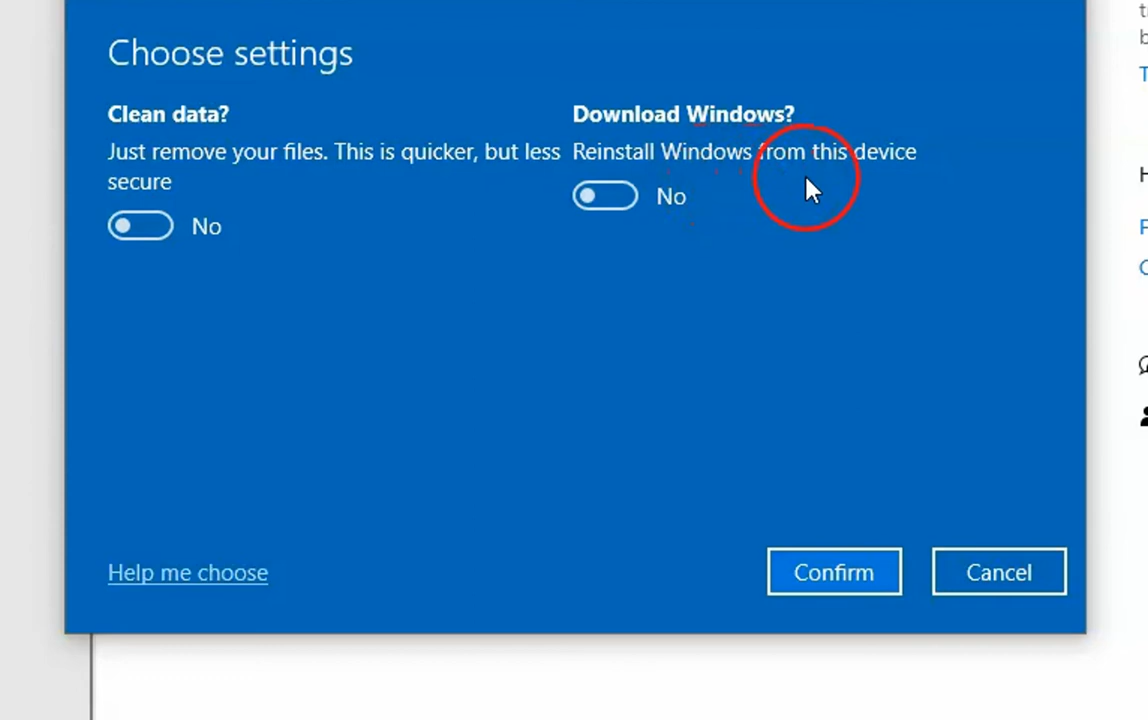 Choose settings
Clean data?
Just remove your files. This is quicker, but less
secure
No
Download Windows?
Reinstall Windows from this device
No
Help me choose
Confirm
Cancel